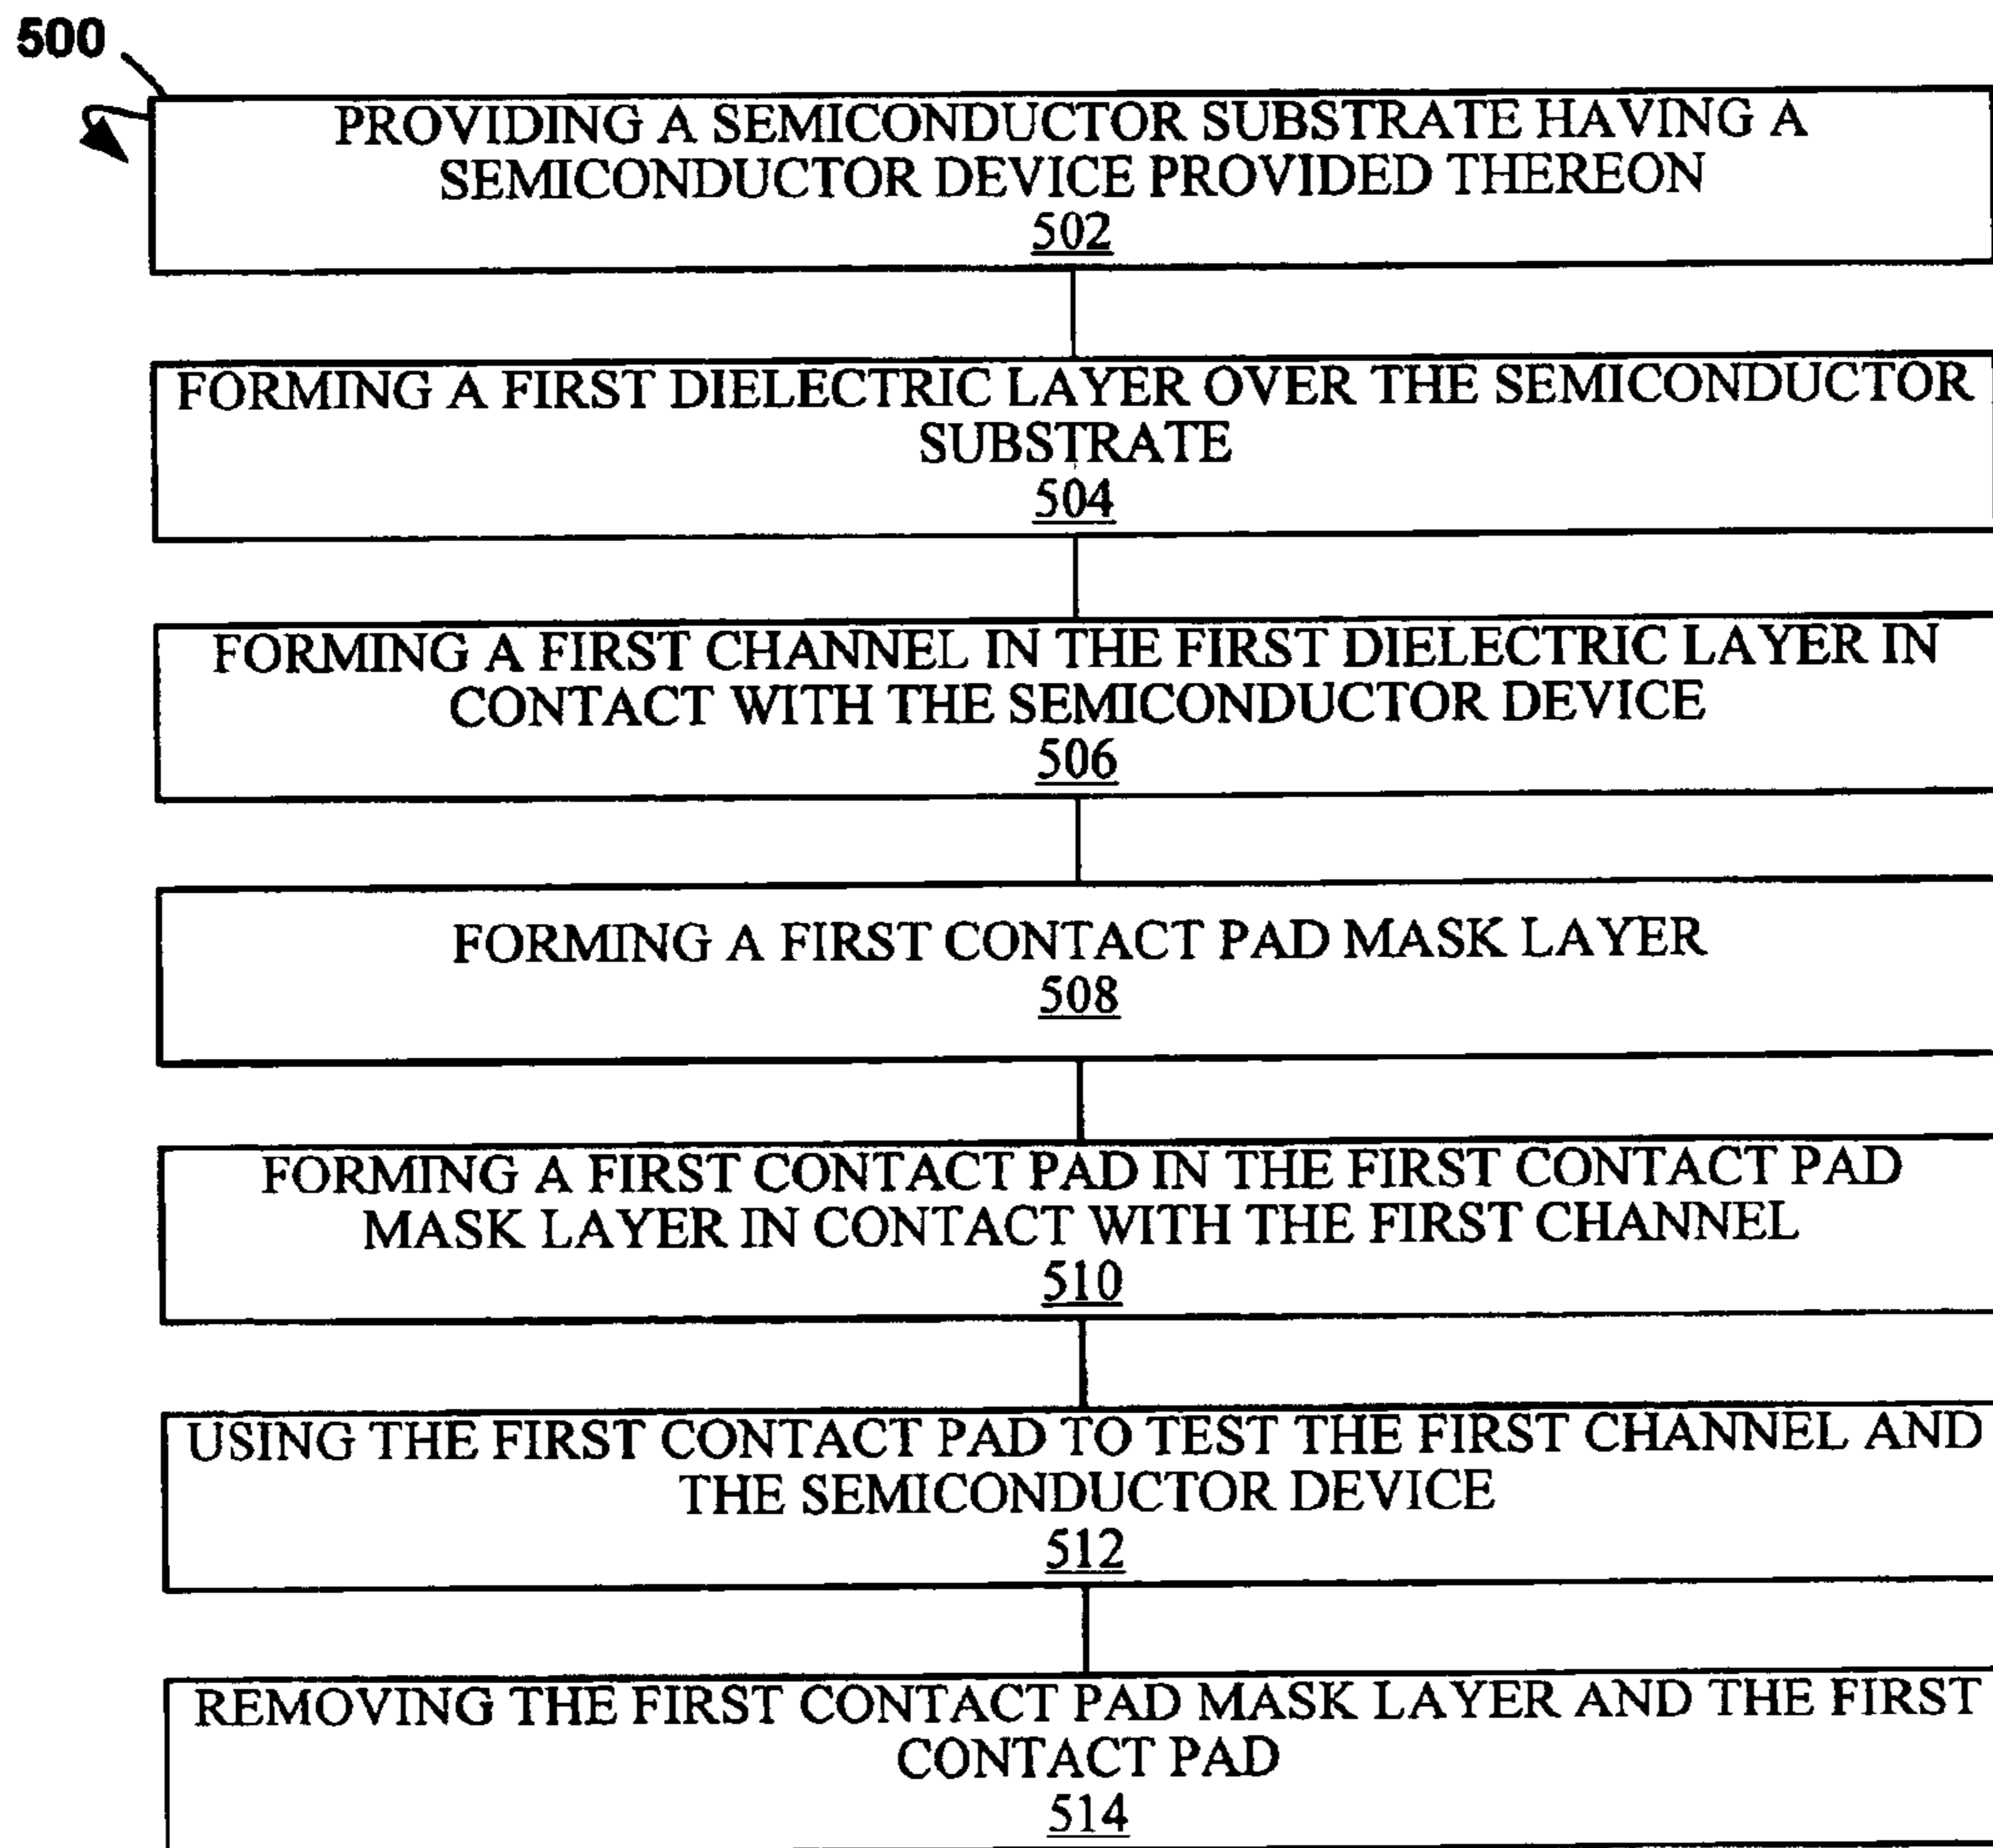 500
PROVIDING A SEMICONDUCTOR SUBSTRATE HAVING A
SEMICONDUCTOR DEVICE PROVIDED THEREON
502
FORMING A FIRST DIELECTRIC LAYER OVER THE SEMICONDUCTOR
SUBSTRATE
504
FORMING A FIRST CHANNEL IN THE FIRST DIELECTRIC LAYER IN
CONTACT WITH THE SEMICONDUCTOR DEVICE
506
FORMING A FIRST CONTACT PAD MASK LAYER
508
FORMING A FIRST CONTACT PAD IN THE FIRST CONTACT PAD
MASK LAYER IN CONTACT WITH THE FIRST CHANNEL
510
USING THE FIRST CONTACT PAD TO TEST THE FIRST CHANNEL AND
THE SEMICONDUCTOR DEVICE
512
REMOVING THE FIRST CONTACT PAD MASK LAYER AND THE FIRST
CONTACT PAD
514